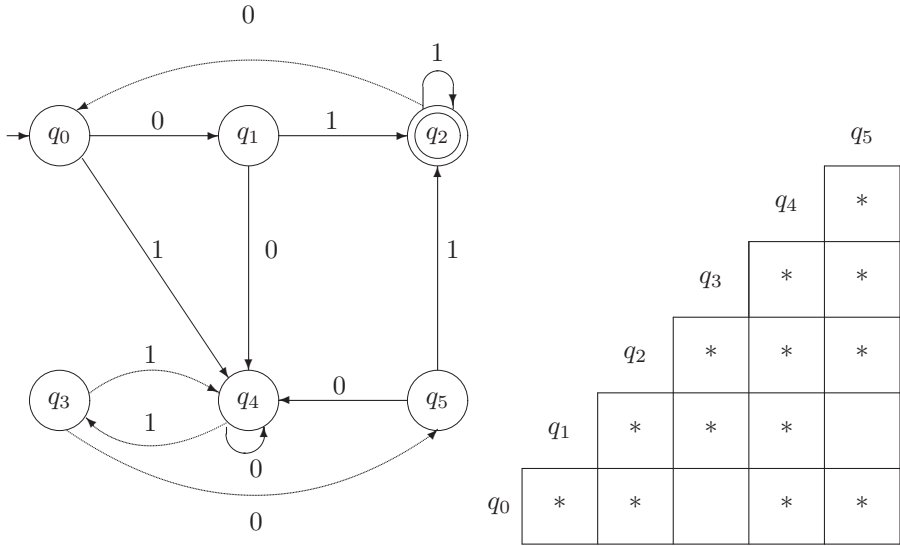 0
1
q₀ 0 q₁ 1 q₂
1 0 1
q₃ 1 q₄ 0 q₅
1
0
0
q₅
q₄ *
q₃ * *
q₂ * * *
q₁ * * *
q₀ * * * *